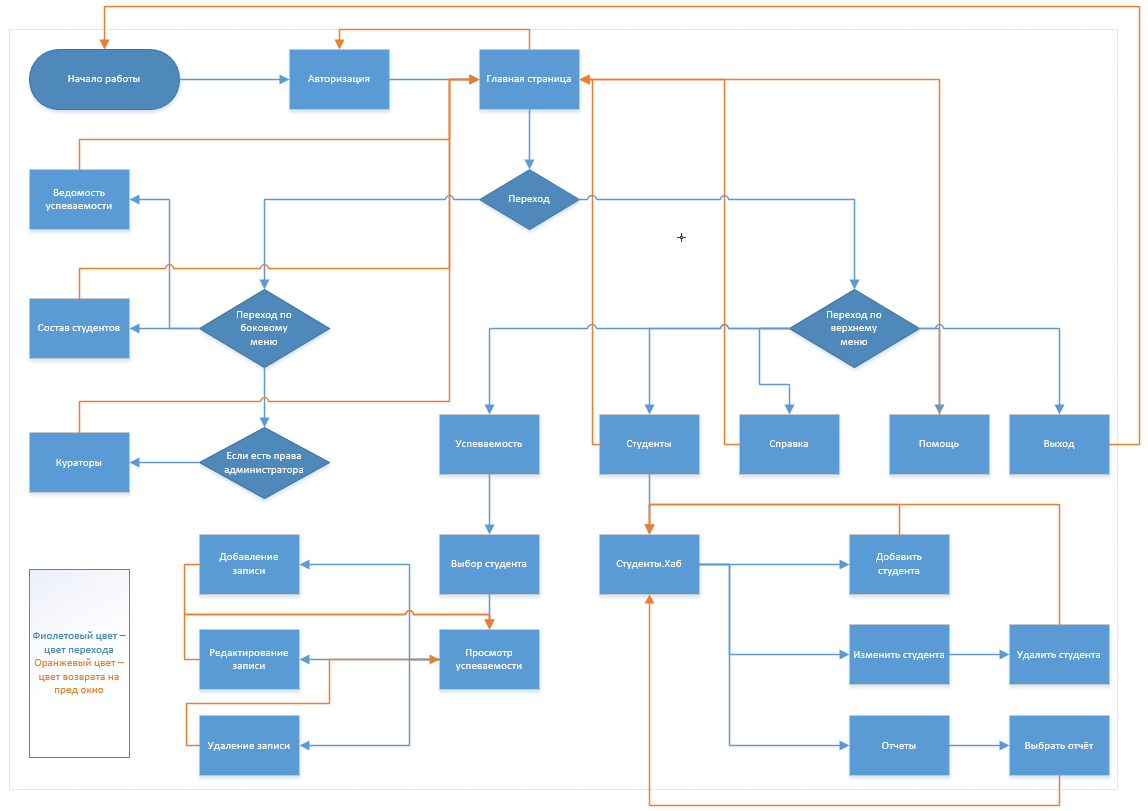 Начало работы
Авторизация
Главная страница
Ведомость
успеваемости
Переход
Состав студентов
Переход по
боковому
меню
Переход по
верхнему
меню
Кураторы
Если есть права
администратора
Успеваемость
Студенты
Справка
Помощь
Выход
Добавление
записи
Выбор студента
Студенты.Хаб
Добавить
студента
Фиолетовый цвет –
цвет перехода
Оранжевый цвет –
цвет возврата на
пред окно
Редактирование
записи
Просмотр
успеваемости
Изменить студента
Удалить студента
Удаление записи
Отчеты
Выбрать отчёт